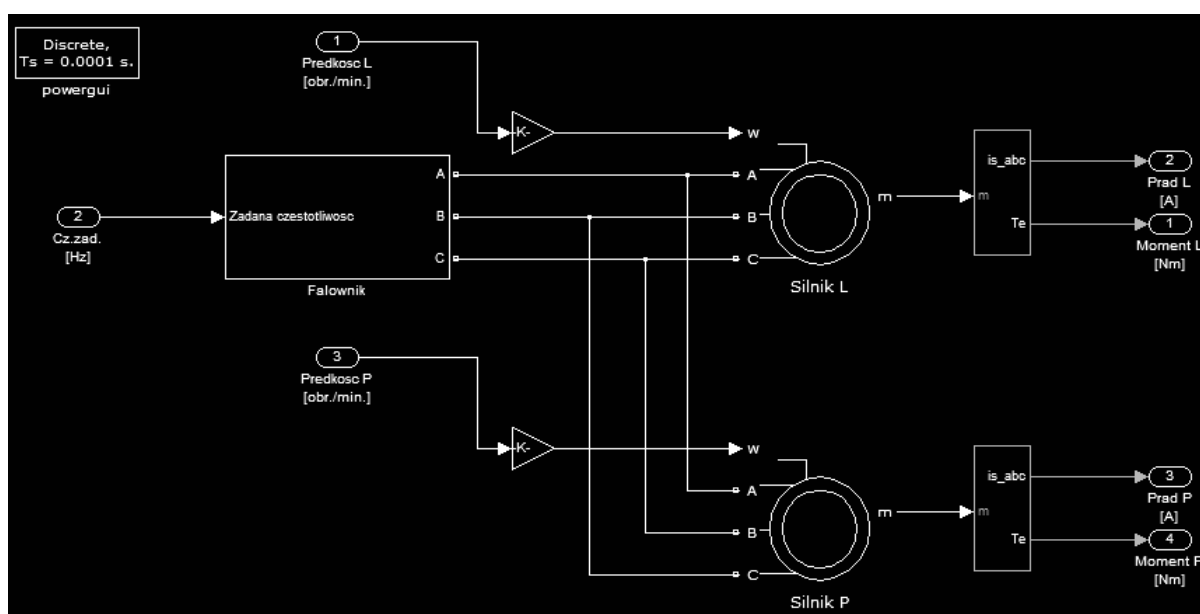 Discrete,
Ts = 0.0001 s.
powergui
1
Predkosc L
[obr./min.]
K-
w
A
A
B
B
C
C
Zadana czestotliwosc
Falownik
2
Cz.zad.
[Hz]
m
Silnik L
m
is_abc
Te
2
Prad L
[A]
1
Moment L
[Nm]
3
Predkosc P
[obr./min.]
K-
w
A
B
C
m
Silnik P
m
is_abc
Te
3
Prad P
[A]
4
Moment P
[Nm]